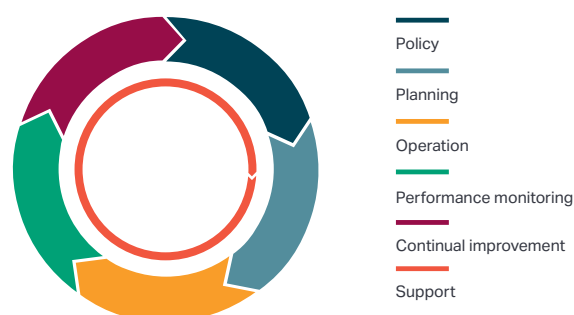 Policy
Planning
Operation
Performance monitoring
Continual improvement
Support